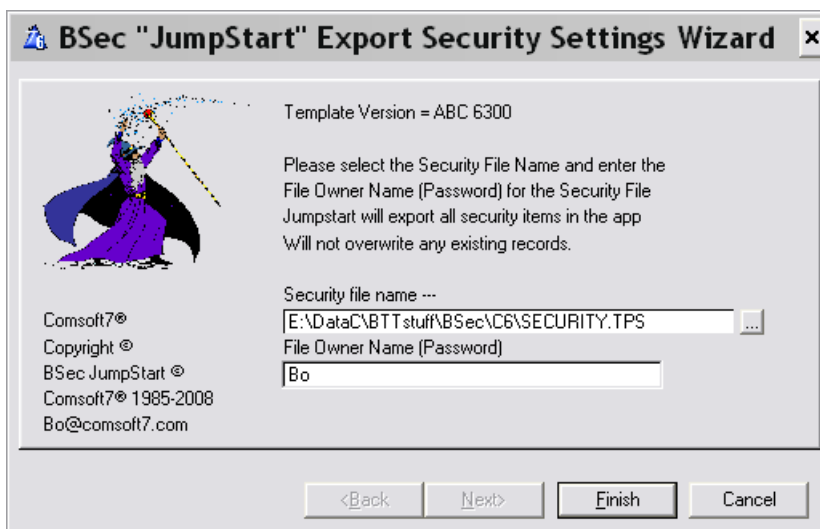 BSec "JumpStart" Export Security Settings Wizard
Template Version = ABC 6300
Please select the Security File Name and enter the
File Owner Name (Password) for the Security File
Jumpstart will export all security items in the app
Will not overwrite any existing records.
Security file name ---
E:\DataC\BTTstuff\BSec\C6\SECURITY.TPS
...
File Owner Name (Password)
Bo
Comsoft7®
Copyright ©
BSec JumpStart ©
Comsoft7® 1985-2008
Bo@comsoft7.com
<Back
Next>
Finish
Cancel